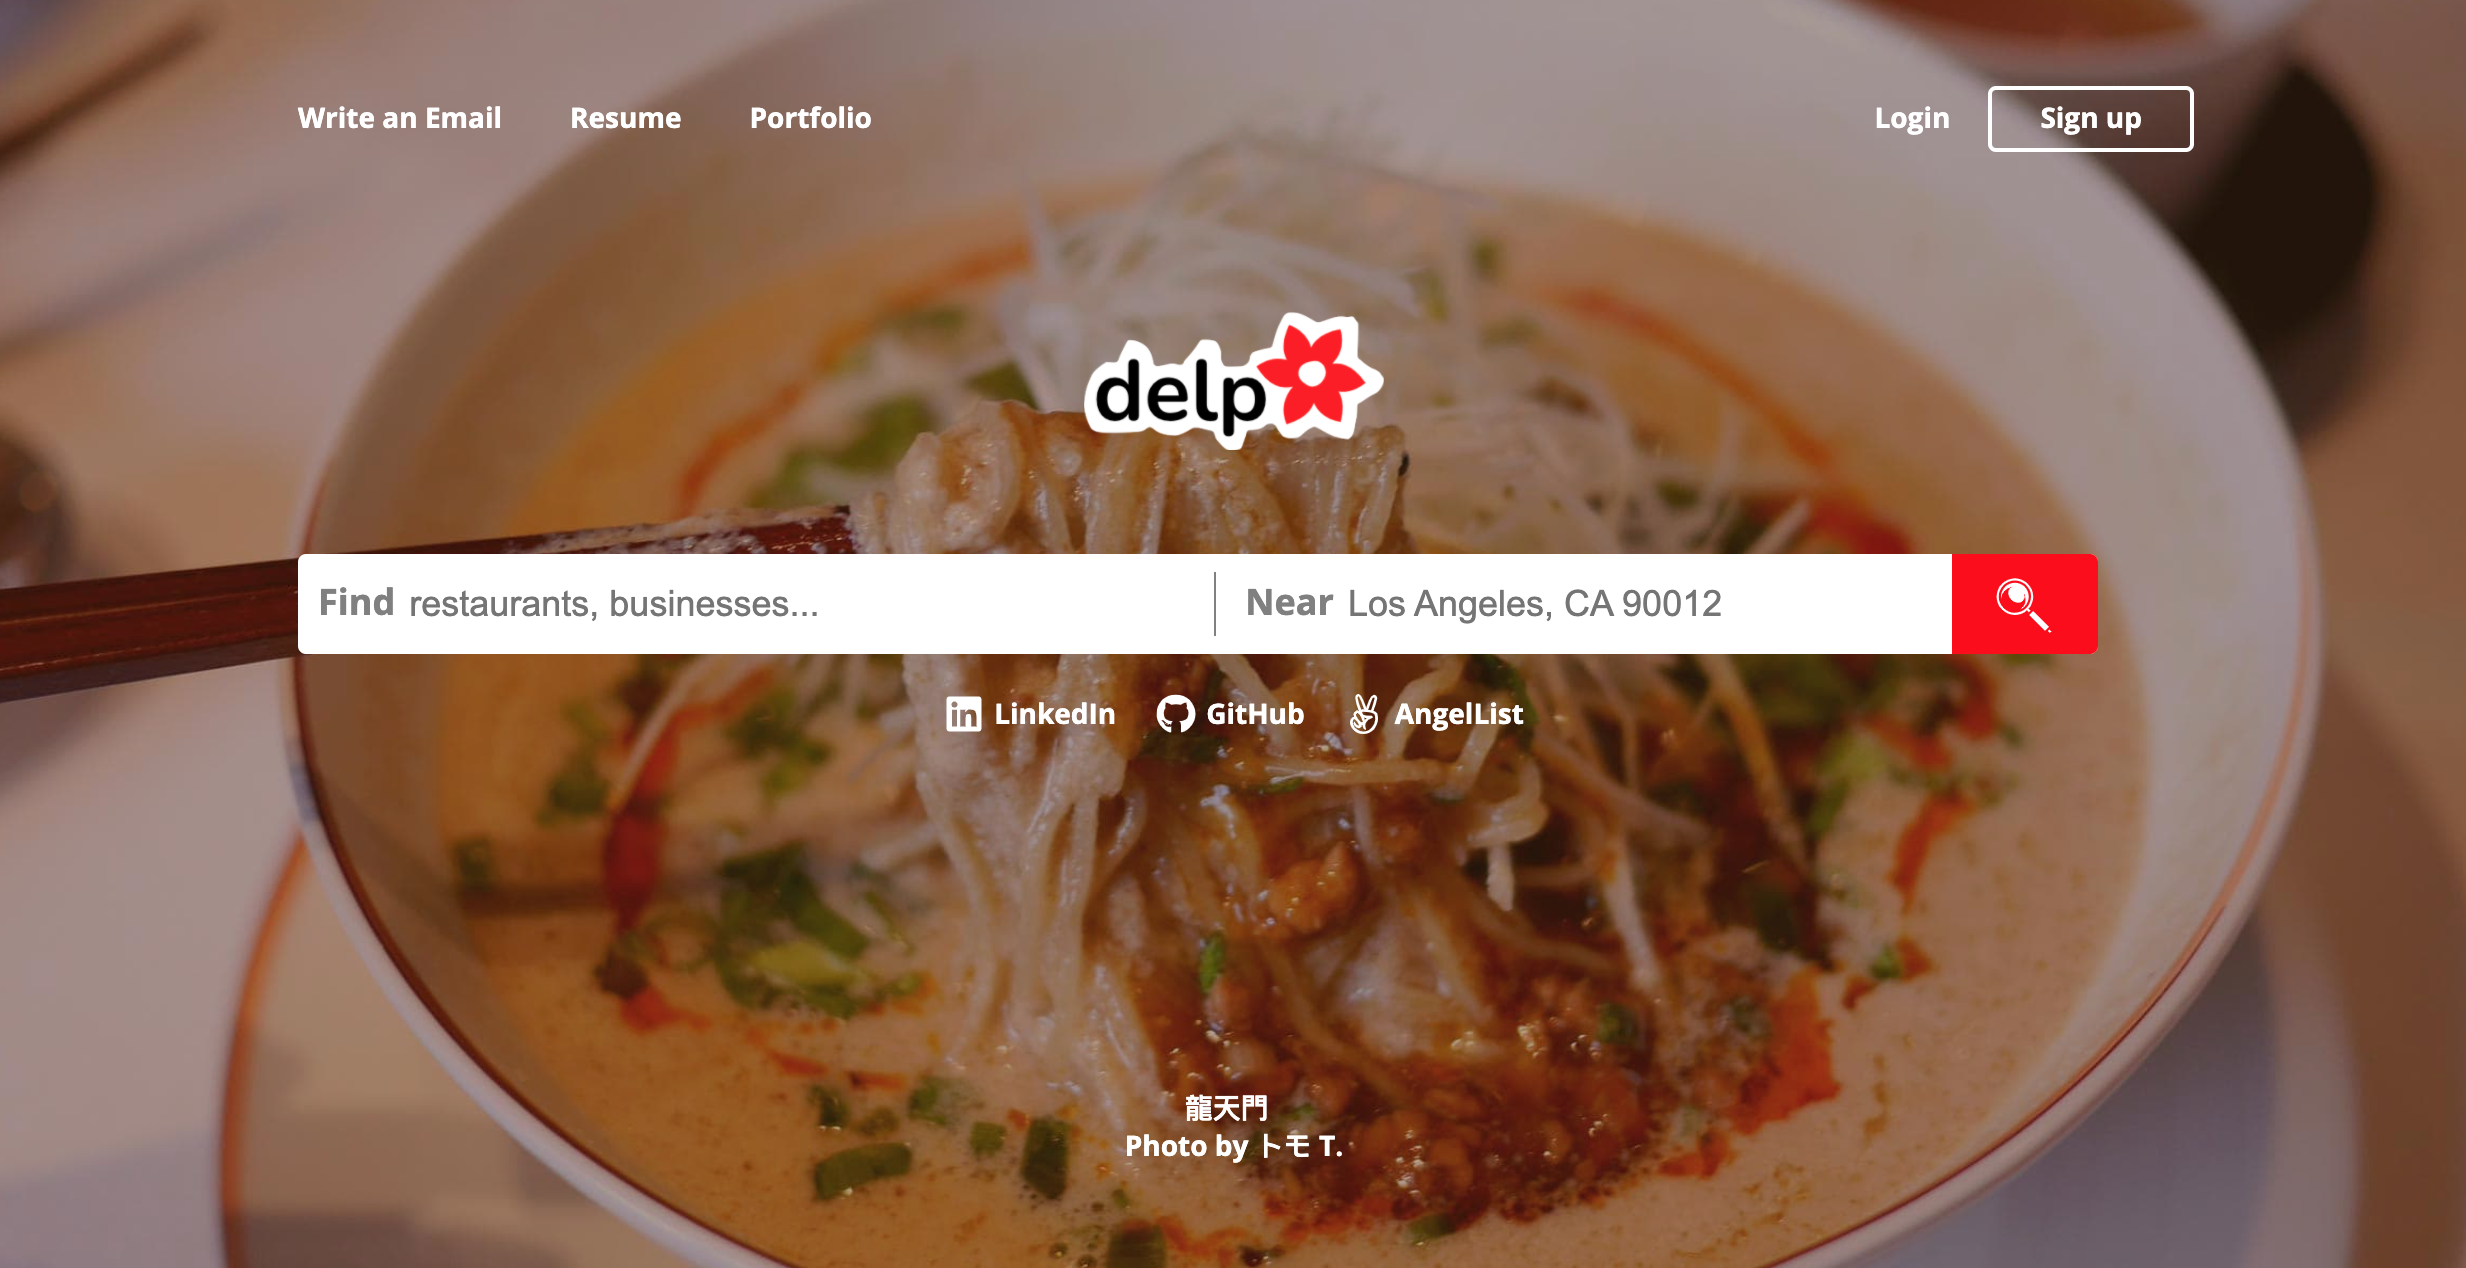 Write an Email Resume Portfolio Login Sign up
delp
Find restaurants, businesses... Near Los Angeles, CA 90012
LinkedIn GitHub AngelList
龍天門
Photo by トモ T.